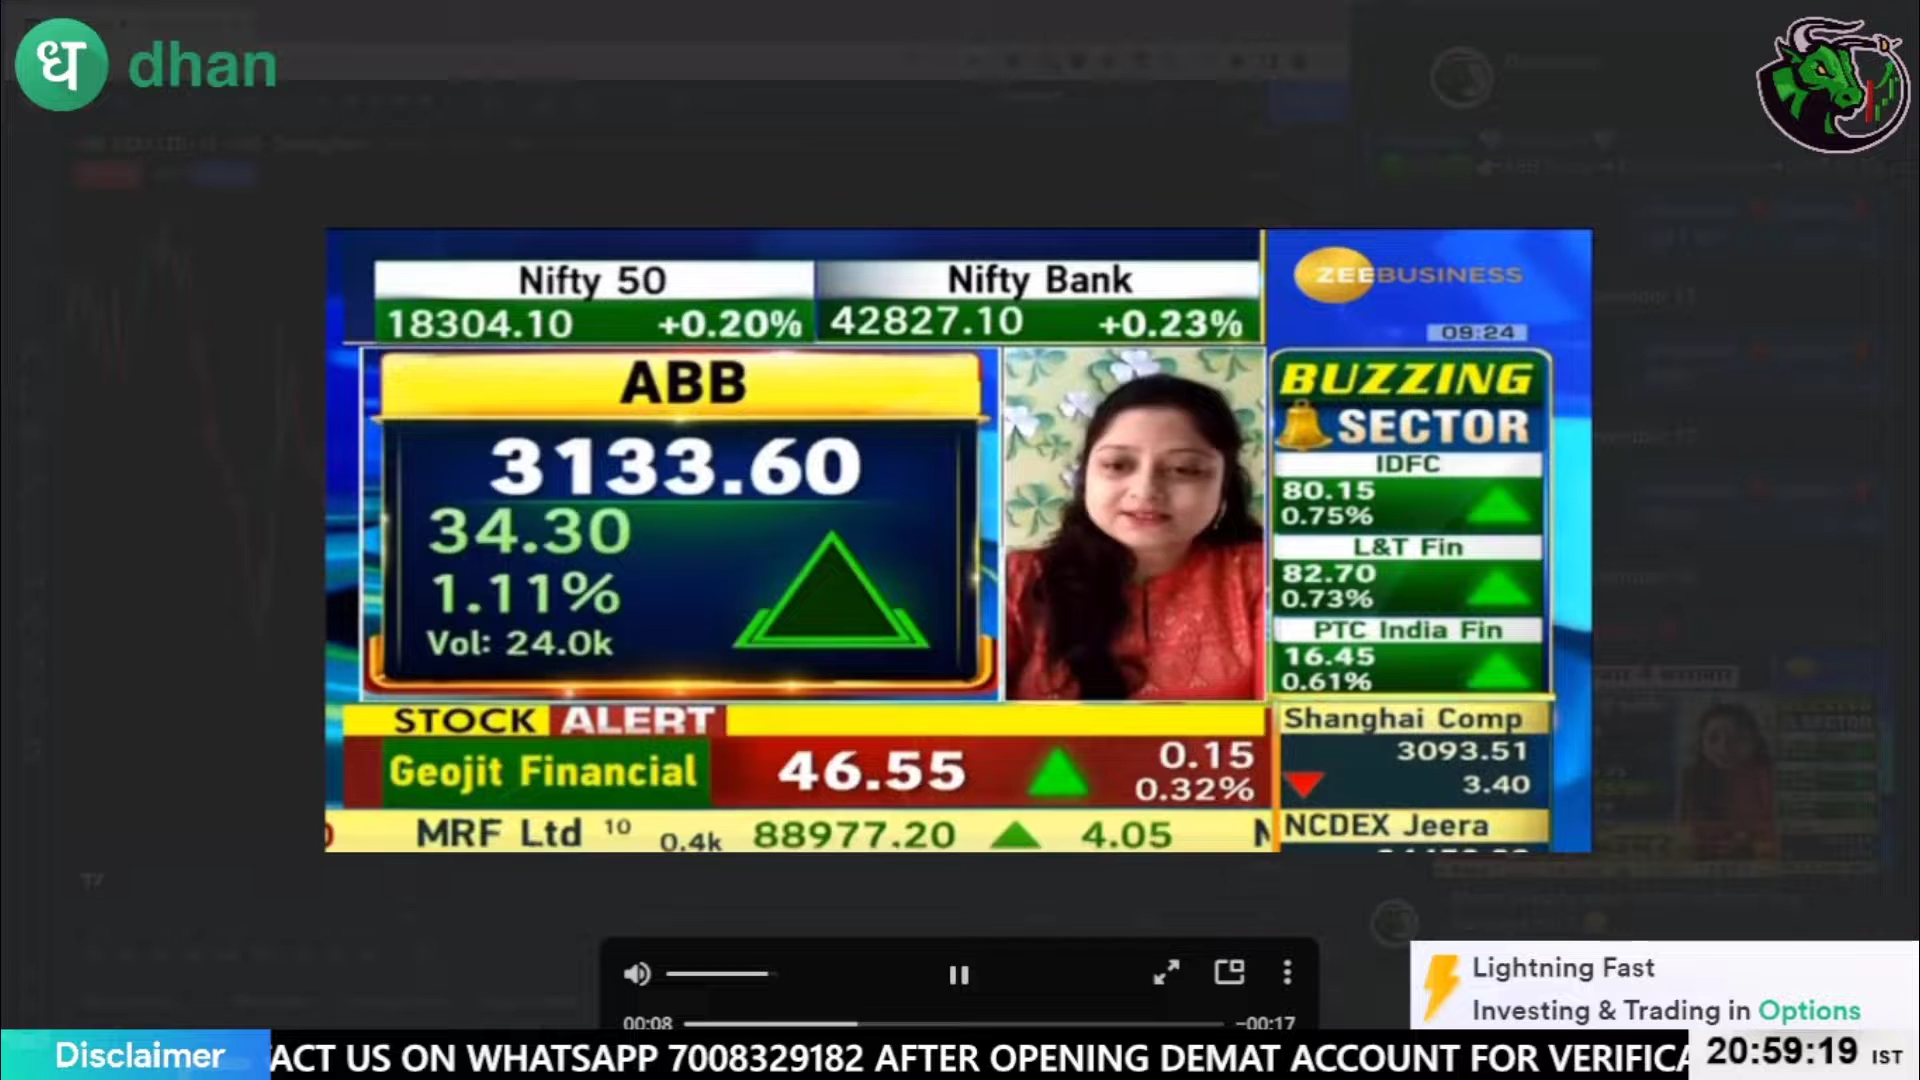 ध dhan
Nifty 50
18304.10 +0.20%
Nifty Bank
42827.10 +0.23%
ZEEBUSINESS
09:24
ABB
3133.60
34.30
1.11%
Vol: 24.0k
BUZZING
SECTOR
IDFC
80.15
0.75%
L&T Fin
82.70
0.73%
PTC India Fin
16.45
0.61%
STOCK ALERT
Geojit Financial 46.55 0.15
0.32%
Shanghai Comp
3093.51
3.40
MRF Ltd 10 0.4k 88977.20 4.05
NCDEX Jeera
00:08 -00:17
Lightning Fast
Investing & Trading in Options
Disclaimer
ACT US ON WHATSAPP 7008329182 AFTER OPENING DEMAT ACCOUNT FOR VERIFICA
20:59:19 IST